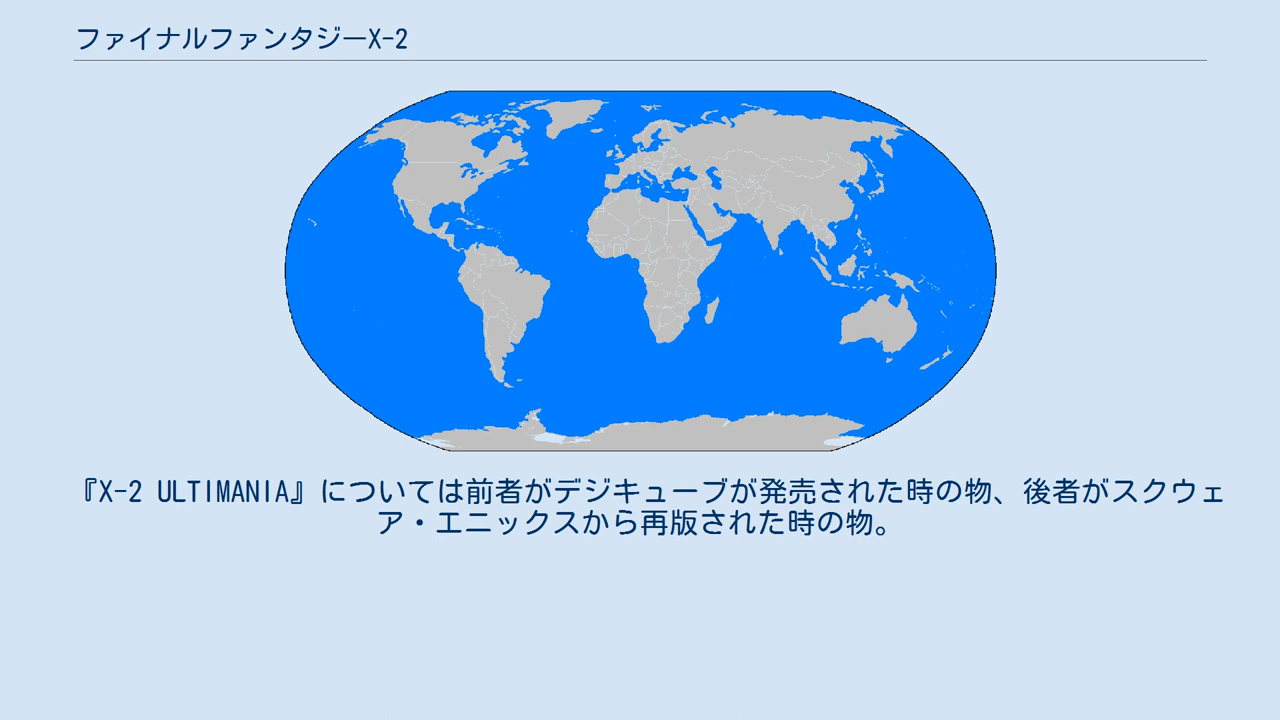 ファイナルファンタジーX-2
『X-2 ULTIMANIA』については前者がデジキューブが発売された時の物、後者がスクウェ
ア・エニックスから再版された時の物。